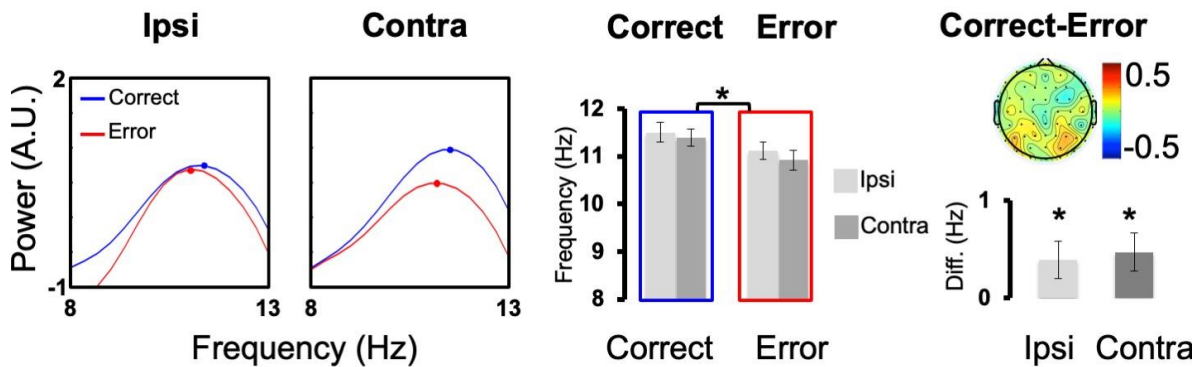 Ipsi
Contra
Correct
Error
Correct-Error
2
Correct
Error
Power (A.U.)
-1
8
13
8
13
Frequency (Hz)
*
12
11
10
9
8
Frequency (Hz)
Ipsi
Contra
Correct
Error
0.5
-0.5
1
* *
Diff. (Hz)
0
Ipsi Contra